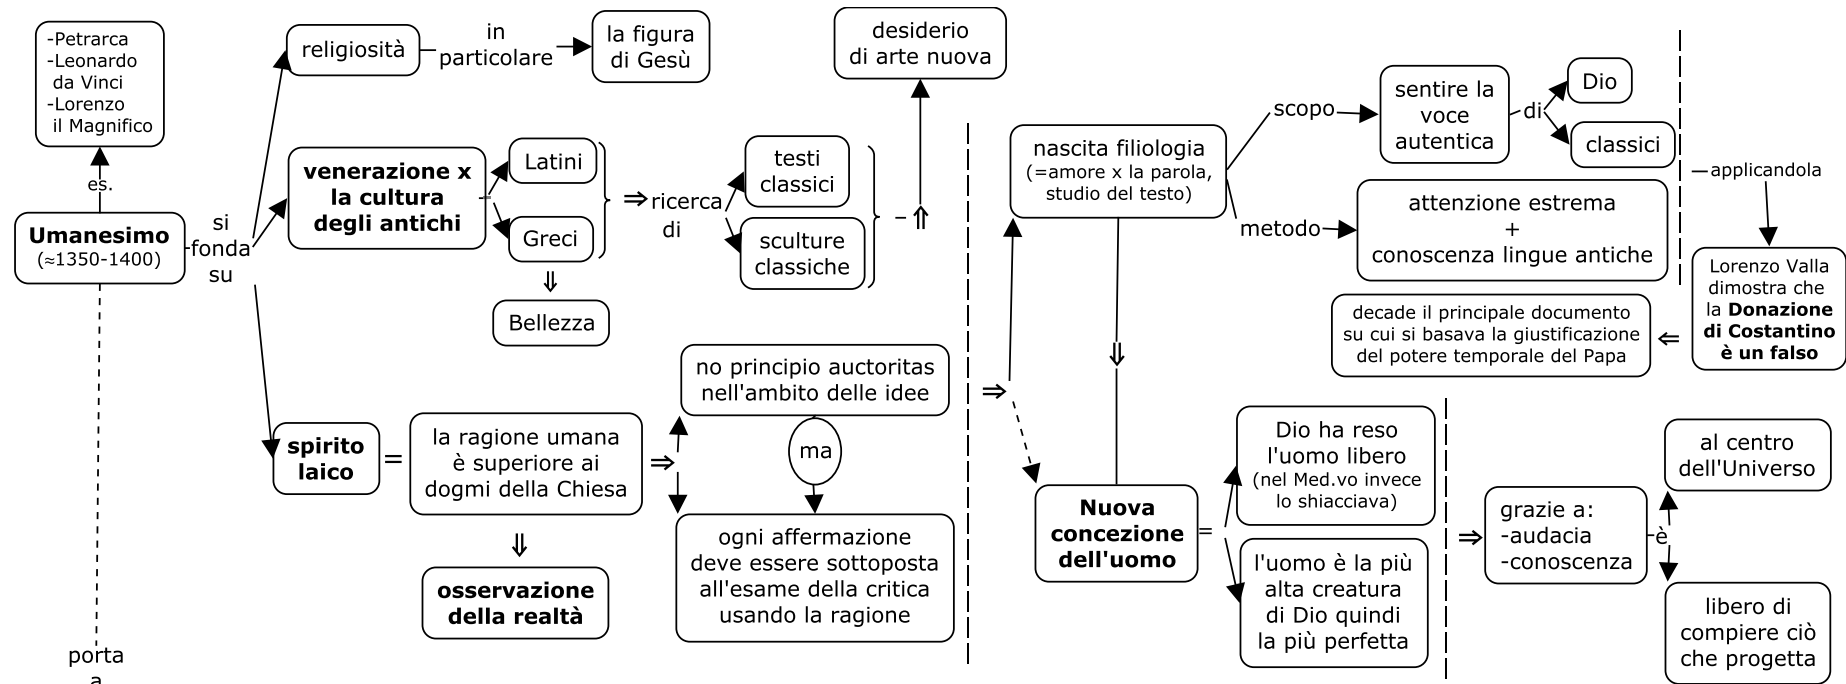 -Petrarca
-Leonardo
da Vinci
-Lorenzo
il Magnifico
es.
Umanesimo
(≈1350-1400)
si
fonda
su
porta
a
religiosità
in
particolare
la figura
di Gesù
venerazione x
la cultura
degli antichi
=
Latini
Greci
⇓
Bellezza
⇒
ricerca
di
testi
classici
sculture
classiche
⇑
desiderio
di arte nuova
spirito
laico
=
la ragione umana
è superiore ai
dogmi della Chiesa
⇓
osservazione
della realtà
⇒
no principio auctoritas
nell'ambito delle idee
ma
ogni affermazione
deve essere sottoposta
all'esame della critica
usando la ragione
⇒
nascita filiologia
(=amore x la parola,
studio del testo)
scopo
sentire la
voce
autentica
di
Dio
classici
metodo
attenzione estrema
+
conoscenza lingue antiche
applicandola
Lorenzo Valla
dimostra che
la Donazione
di Costantino
è un falso
⇐
decade il principale documento
su cui si basava la giustificazione
del potere temporale del Papa
⇓
Nuova
concezione
dell'uomo
=
Dio ha reso
l'uomo libero
(nel Med.vo invece
lo shiacciava)
l'uomo è la più
alta creatura
di Dio quindi
la più perfetta
⇒
grazie a:
-audacia
-conoscenza
è
al centro
dell'Universo
libero di
compiere ciò
che progetta